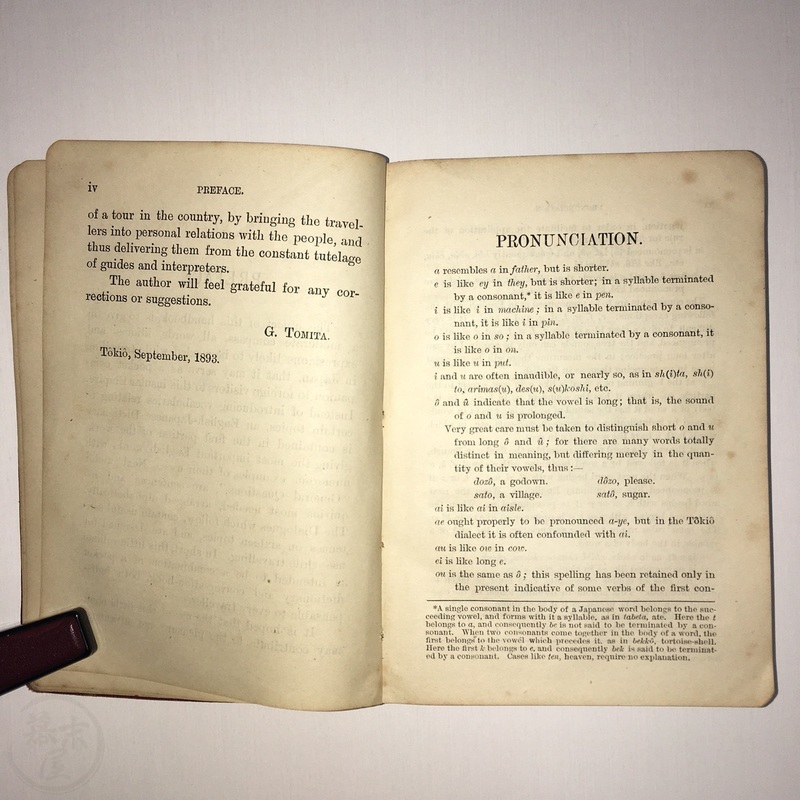 iv
PREFACE.
of a tour in the country, by bringing the travel-
lers into personal relations with the people, and
thus delivering them from the constant tutelage
of guides and interpreters.
The author will feel grateful for any cor-
rections or suggestions.
G. TOMITA.
Tôkiô, September, 1893.
PRONUNCIATION.
a resembles a in father, but is shorter.
e is like ey in they, but is shorter; in a syllable terminated
by a consonant,* it is like e in pen.
i is like i in machine; in a syllable terminated by a conso-
nant, it is like i in pin.
o is like o in so; in a syllable terminated by a consonant, it
is like o in on.
u is like u in put.
i and u are often inaudible, or nearly so, as in sh(i)ta, sh(i)
to, arimas(u), des(u), s(u)koshi, etc.
ô and û indicate that the vowel is long; that is, the sound
of o and u is prolonged.
Very great care must be taken to distinguish short o and u
from long ô and û; for there are many words totally
distinct in meaning, but differing merely in the quan-
tity of their vowels, thus:—
dozô, a godown. dôzo, please.
sato, a village. satô, sugar.
ai is like ai in aisle.
ae ought properly to be pronounced a-ye, but in the Tôkiô
dialect it is often confounded with ai.
au is like ow in cow.
ei is like long e.
ou is the same as ô; this spelling has been retained only in
the present indicative of some verbs of the first con-
*A single consonant in the body of a Japanese word belongs to the suc-
ceeding vowel, and forms with it a syllable, as in tabeta, ate. Here the t
belongs to a, and consequently be is not said to be terminated by a con-
sonant. When two consonants come together in the body of a word, the
first belongs to the vowel which precedes it, as in bekkô, tortoise-shell.
Here the first k belongs to e, and consequently bek is said to be terminat-
ed by a consonant. Cases like ten, heaven, require no explanation.